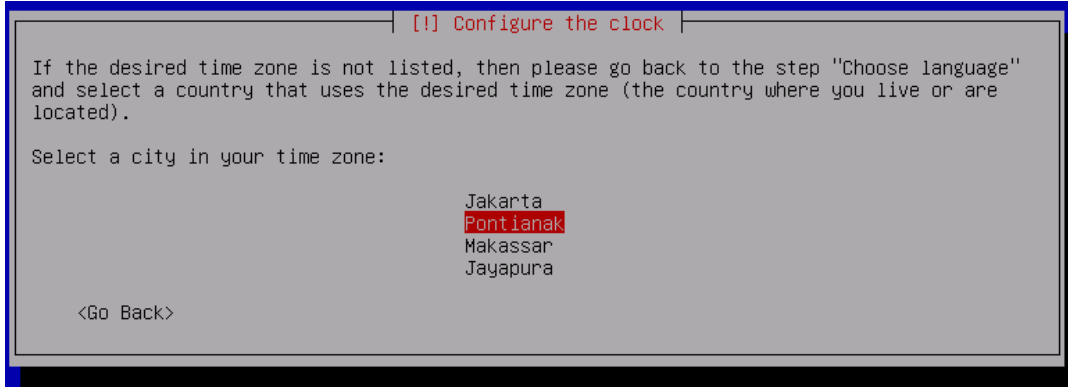 [!] Configure the clock
If the desired time zone is not listed, then please go back to the step "Choose language"
and select a country that uses the desired time zone (the country where you live or are
located).
Select a city in your time zone:
Jakarta
Pontianak
Makassar
Jayapura
<Go Back>